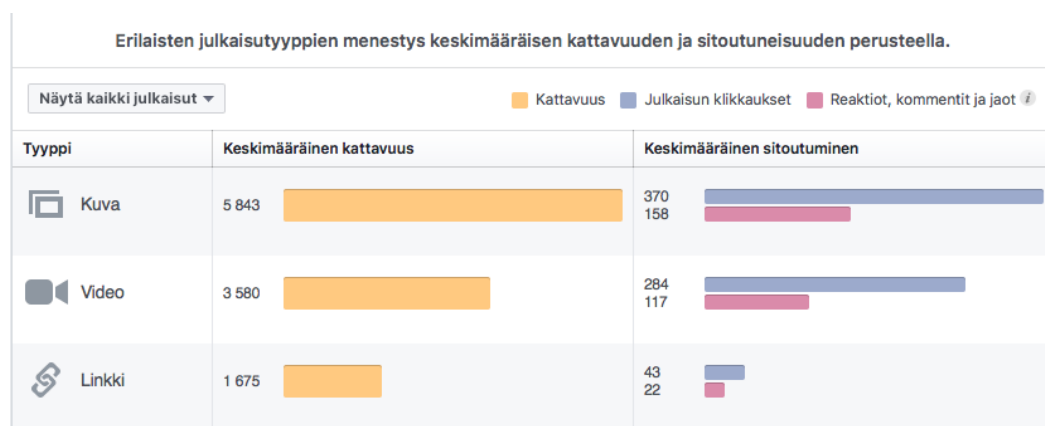 Erilaisten julkaisutyyppien menestys keskimääräisen kattavuuden ja sitoutuneisuuden perusteella.
Näytä kaikki julkaisut
Kattavuus Julkaisun klikkaukset Reaktiot, kommentit ja jaot i
Tyyppi Keskimääräinen kattavuus Keskimääräinen sitoutuminen
Kuva 5 843 370
158
Video 3 580 284
117
Linkki 1 675 43
22